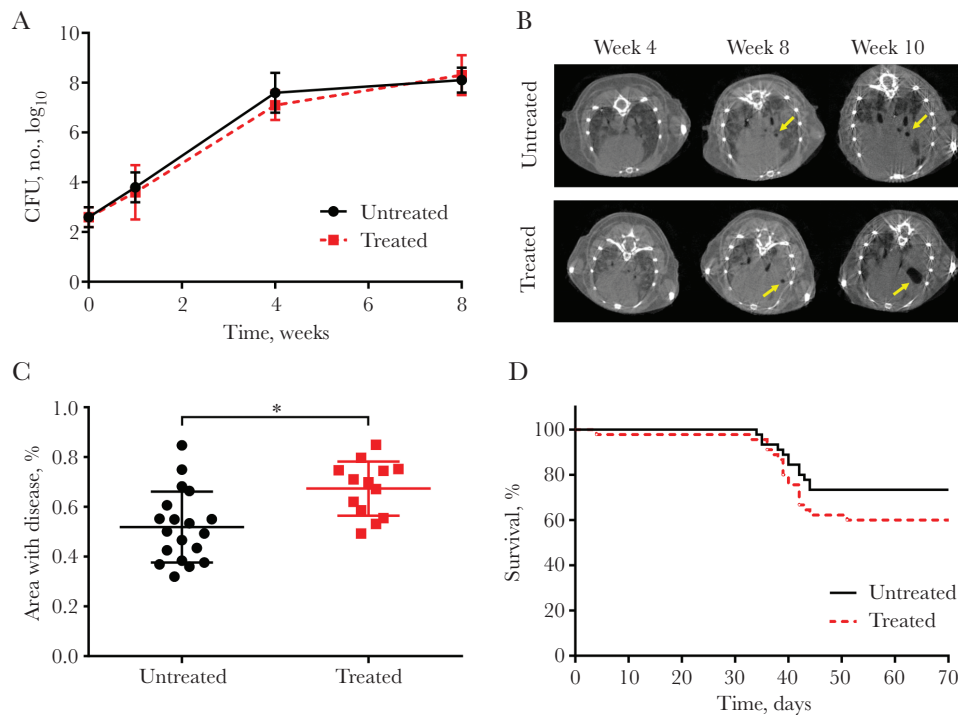 A
CFU, no., log10
10
8
6
4
2
0
0
2
4
6
8
Time, weeks
Untreated
Treated
B
Week 4
Week 8
Week 10
Untreated
Treated
C
Area with disease, %
1.0
0.8
0.6
0.4
0.2
0.0
*
Untreated
Treated
D
Survival, %
100
80
60
40
20
0
0
10
20
30
40
50
60
70
Time, days
Untreated
Treated